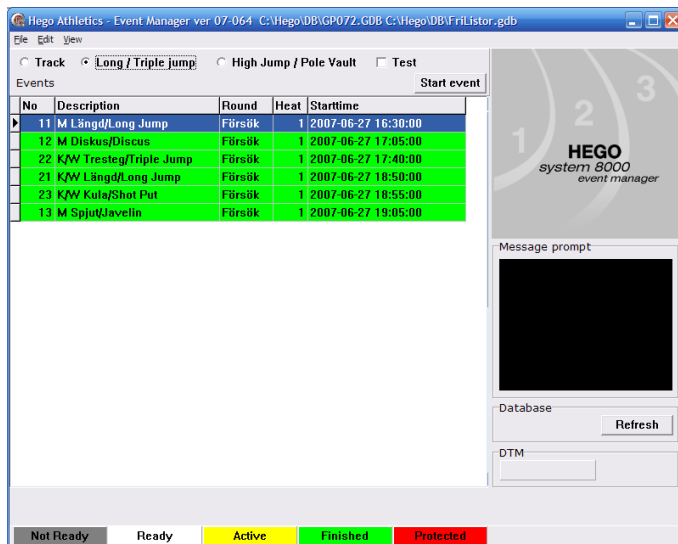 Hego Athletics - Event Manager ver 07-064 C:\Hego\DB\GP072.GDB C:\Hego\DB\FriListor.gdb
File Edit View
Track Long / Triple jump High Jump / Pole Vault Test
Events Start event
No Description Round Heat Starttime
11 M Längd/Long Jump Försök 1 2007-06-27 16:30:00
12 M Diskus/Discus Försök 1 2007-06-27 17:05:00
22 K/W Tresteg/Triple Jump Försök 1 2007-06-27 17:40:00
21 K/W Längd/Long Jump Försök 1 2007-06-27 18:50:00
23 K/W Kula/Shot Put Försök 1 2007-06-27 18:55:00
13 M Spjut/Javelin Försök 1 2007-06-27 19:05:00
1 2 3
HEGO
system 8000
event manager
Message prompt
Database
Refresh
DTM
Not Ready Ready Active Finished Protected